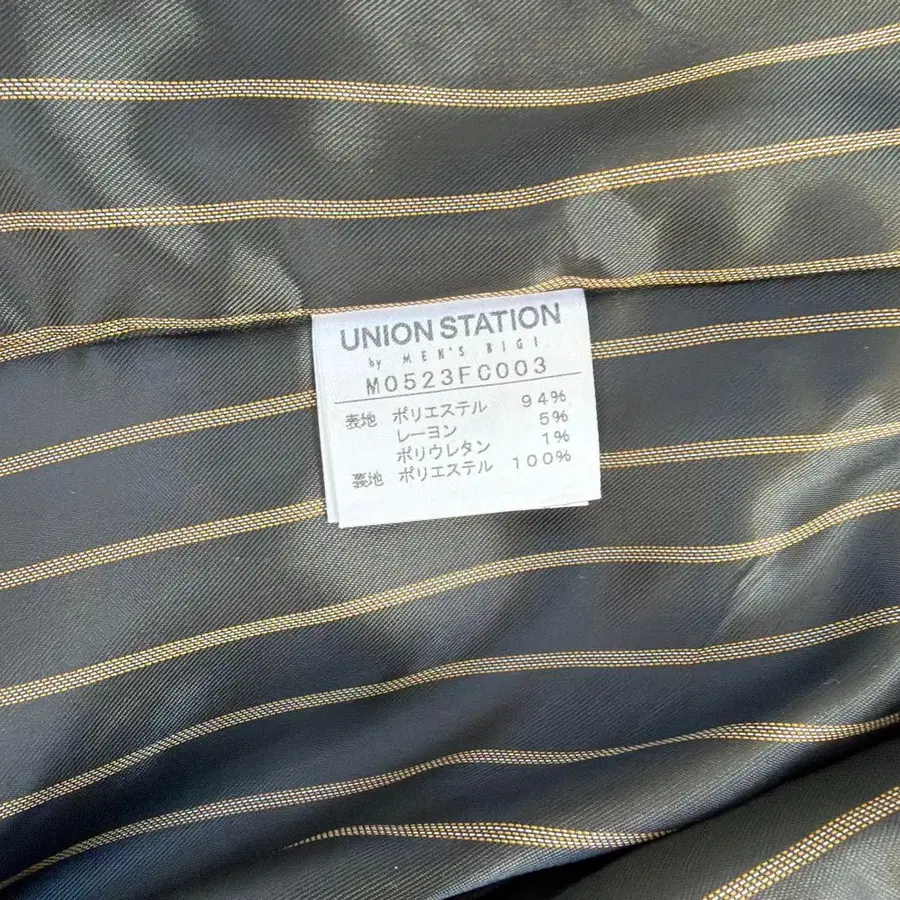 UNION STATION
by MEN'S BIGI.
M0523FC003
表地 ポリエステル 94%
レーヨン 5%
ポリウレタン 1%
裏地 ポリエステル 100%